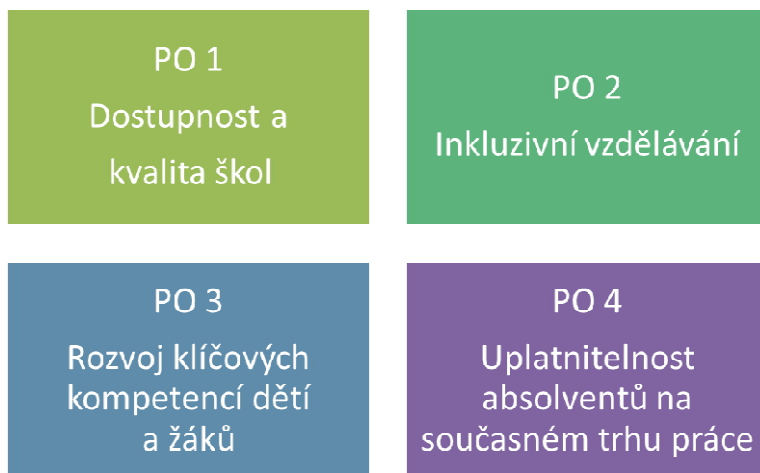 PO 1
Dostupnost a
kvalita škol
PO 2
Inkluzivní vzdělávání
PO 3
Rozvoj klíčových
kompetencí dětí
a žáků
PO 4
Uplatnitelnost
absolventů na
současném trhu práce